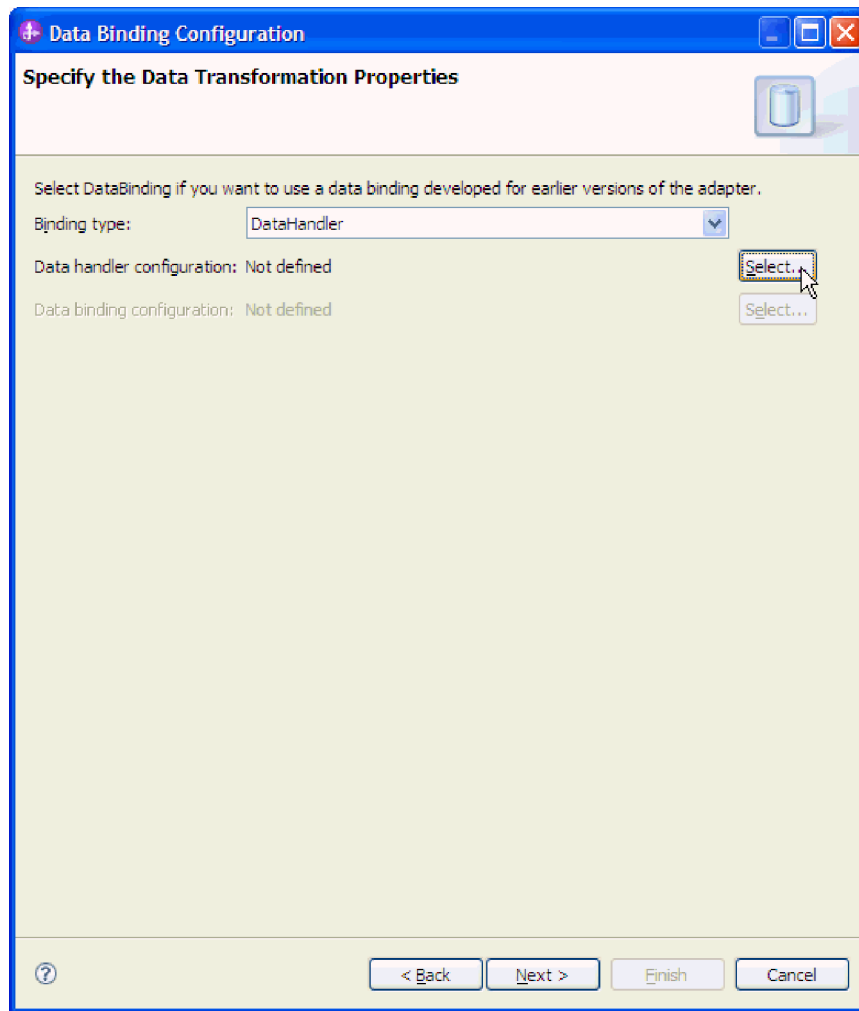 Data Binding Configuration
Specify the Data Transformation Properties
Select DataBinding if you want to use a data binding developed for earlier versions of the adapter.
Binding type: DataHandler
Data handler configuration: Not defined Select...
Data binding configuration: Not defined Select...
? < Back Next > Finish Cancel